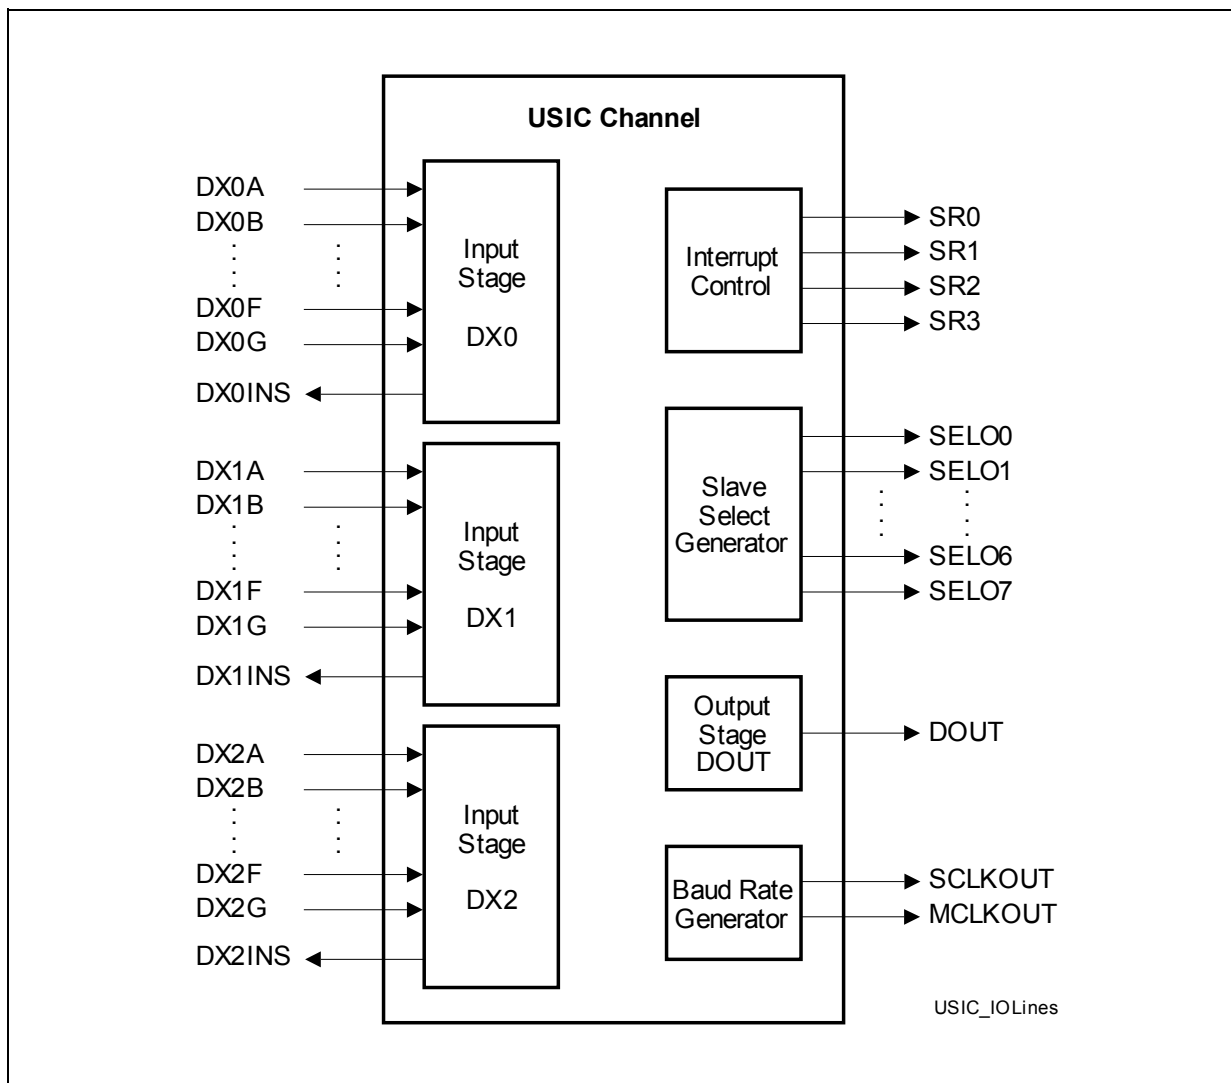 USIC Channel
DX0A
DX0B
DX0F
DX0G
DX0INS
Input
Stage
DX0
DX1A
DX1B
DX1F
DX1G
DX1INS
Input
Stage
DX1
DX2A
DX2B
DX2F
DX2G
DX2INS
Input
Stage
DX2
Interrupt
Control
SR0
SR1
SR2
SR3
Slave
Select
Generator
SELO0
SELO1
SELO6
SELO7
Output
Stage
DOUT
DOUT
Baud Rate
Generator
SCLKOUT
MCLKOUT
USIC_IOLines